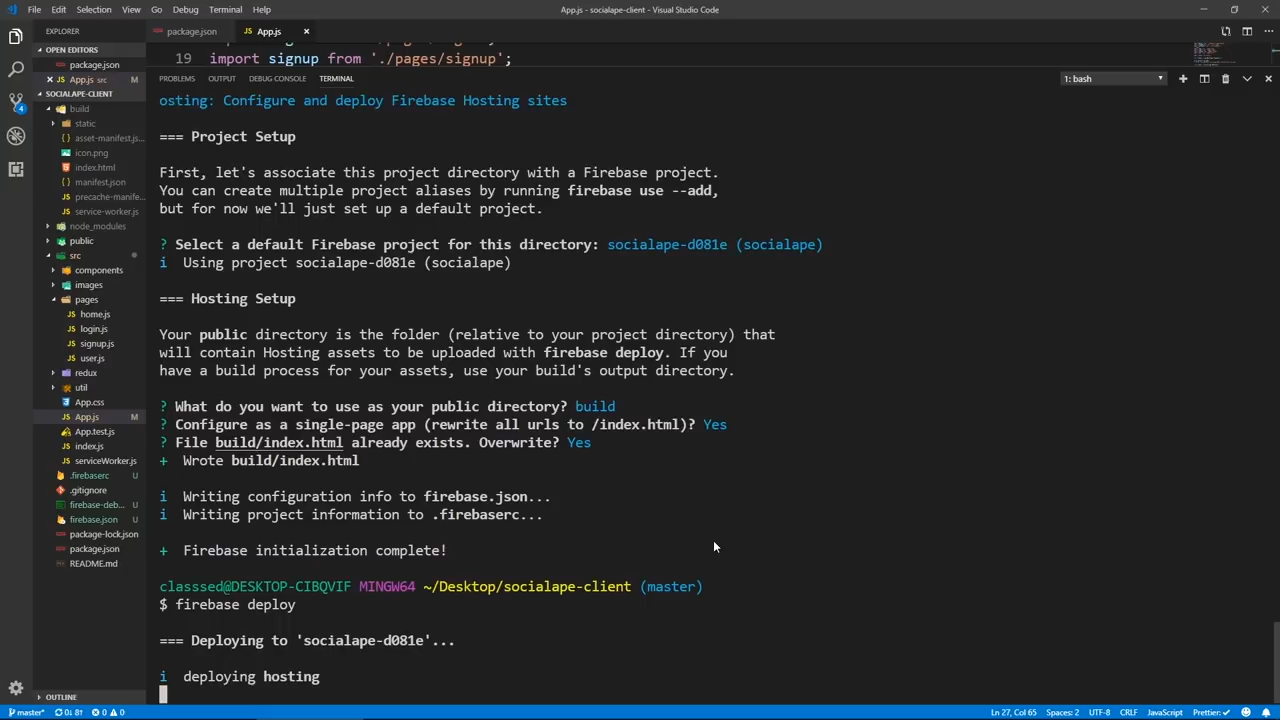 File Edit Selection View Go Debug Terminal Help
App.js - socialape-client - Visual Studio Code
EXPLORER
package.json
App.js
OPEN EDITORS
package.json
App.js src M
SOCIALAPE-CLIENT
build
static
asset-manifest.js...
icon.png
index.html
manifest.json
precache-manife...
service-worker.js
node_modules
public
src
components
images
pages
home.js
login.js
signup.js
user.js
redux
util
App.css
App.js M
App.test.js
index.js
serviceWorker.js
.firebaserc U
.gitignore
firebase-deb... U
firebase.json U
package-lock.json
package.json
README.md
OUTLINE
4
19 import signup from './pages/signup';
PROBLEMS OUTPUT DEBUG CONSOLE TERMINAL
1: bash
osting: Configure and deploy Firebase Hosting sites
=== Project Setup
First, let's associate this project directory with a Firebase project.
You can create multiple project aliases by running firebase use --add,
but for now we'll just set up a default project.
? Select a default Firebase project for this directory: socialape-d081e (socialape)
i Using project socialape-d081e (socialape)
=== Hosting Setup
Your public directory is the folder (relative to your project directory) that
will contain Hosting assets to be uploaded with firebase deploy. If you
have a build process for your assets, use your build's output directory.
? What do you want to use as your public directory? build
? Configure as a single-page app (rewrite all urls to /index.html)? Yes
? File build/index.html already exists. Overwrite? Yes
+ Wrote build/index.html
i Writing configuration info to firebase.json...
i Writing project information to .firebaserc...
+ Firebase initialization complete!
classsed@DESKTOP-CIBQVIF MINGW64 ~/Desktop/socialape-client (master)
$ firebase deploy
=== Deploying to 'socialape-d081e'...
i deploying hosting
master* 0↓ 8↑ 0 0
Ln 27, Col 65 Spaces: 2 UTF-8 CRLF JavaScript Prettier: ✓